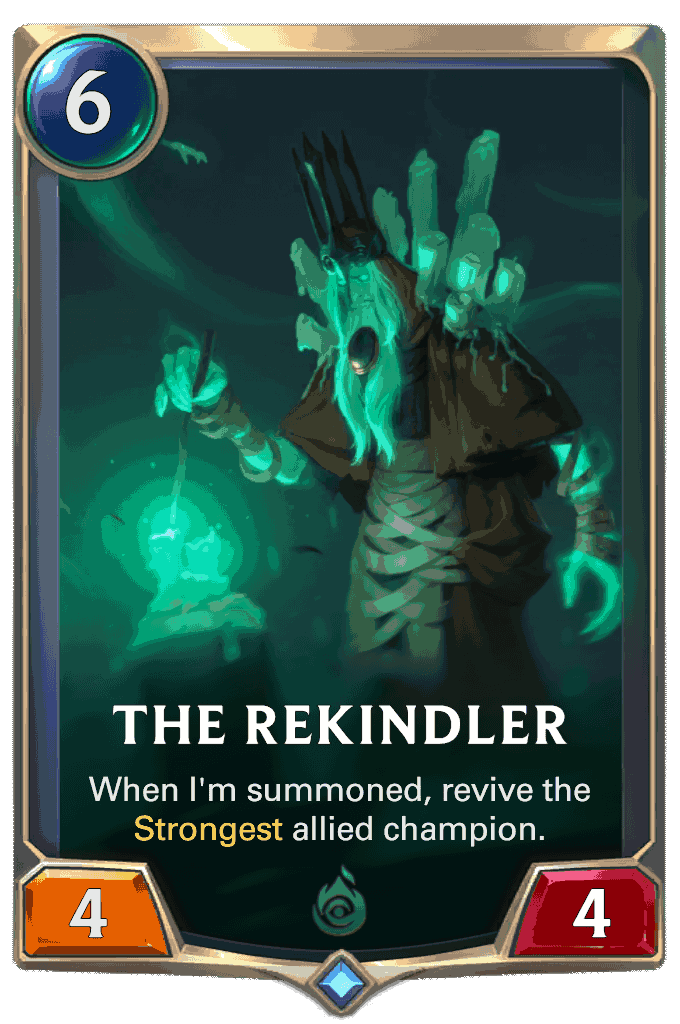 6
THE REKINDLER
When I'm summoned, revive the
Strongest allied champion.
4
4